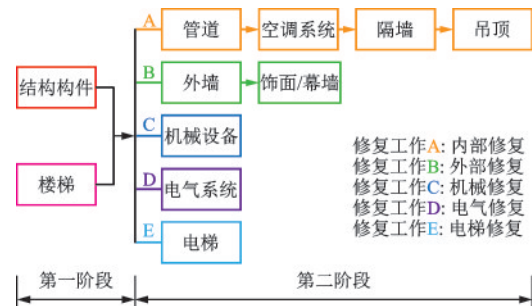 A 管道 空调系统 隔墙 吊顶
B 外墙 饰面/幕墙
结构构件
C 机械设备
楼梯
D 电气系统
E 电梯
修复工作A: 内部修复
修复工作B: 外部修复
修复工作C: 机械修复
修复工作D: 电气修复
修复工作E: 电梯修复
第一阶段 第二阶段